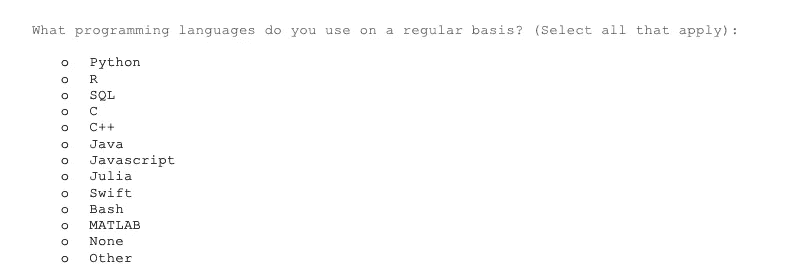 What programming languages do you use on a regular basis? (Select all that apply):
o Python
o R
o SQL
o C
o C++
o Java
o Javascript
o Julia
o Swift
o Bash
o MATLAB
o None
o Other